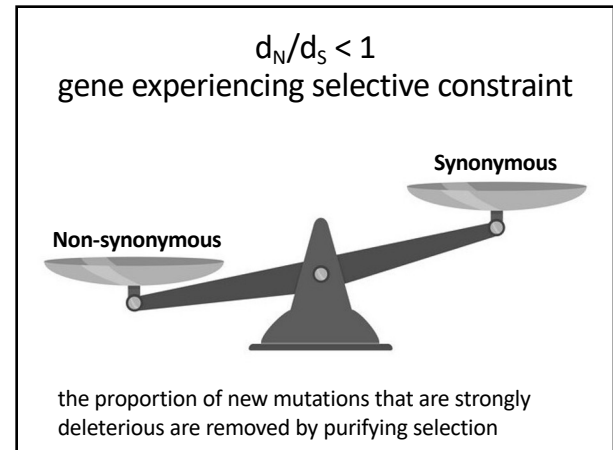 dN/dS < 1
gene experiencing selective constraint
Synonymous
Non-synonymous
the proportion of new mutations that are strongly
deleterious are removed by purifying selection